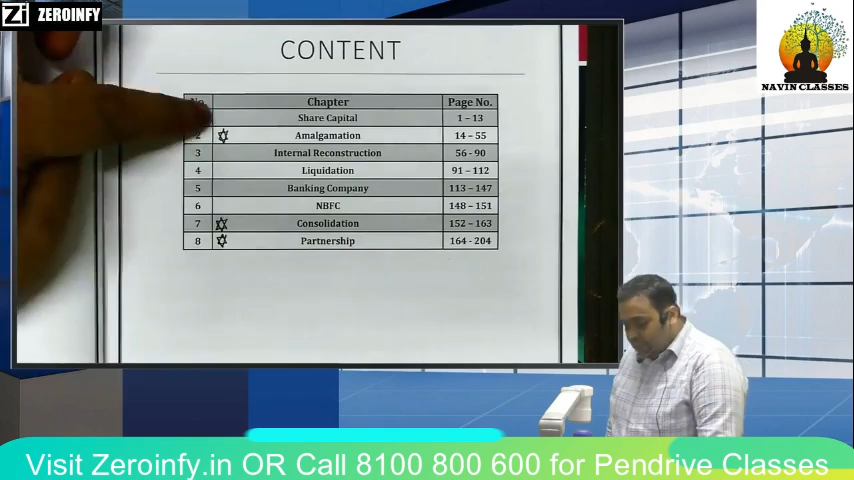 Zi ZEROINFY
NAVIN CLASSES
CONTENT
No. Chapter Page No.
Share Capital 1 – 13
2 Amalgamation 14 – 55
3 Internal Reconstruction 56 - 90
4 Liquidation 91 – 112
5 Banking Company 113 – 147
6 NBFC 148 – 151
7 Consolidation 152 – 163
8 Partnership 164 - 204
Visit Zeroinfy.in OR Call 8100 800 600 for Pendrive Classes